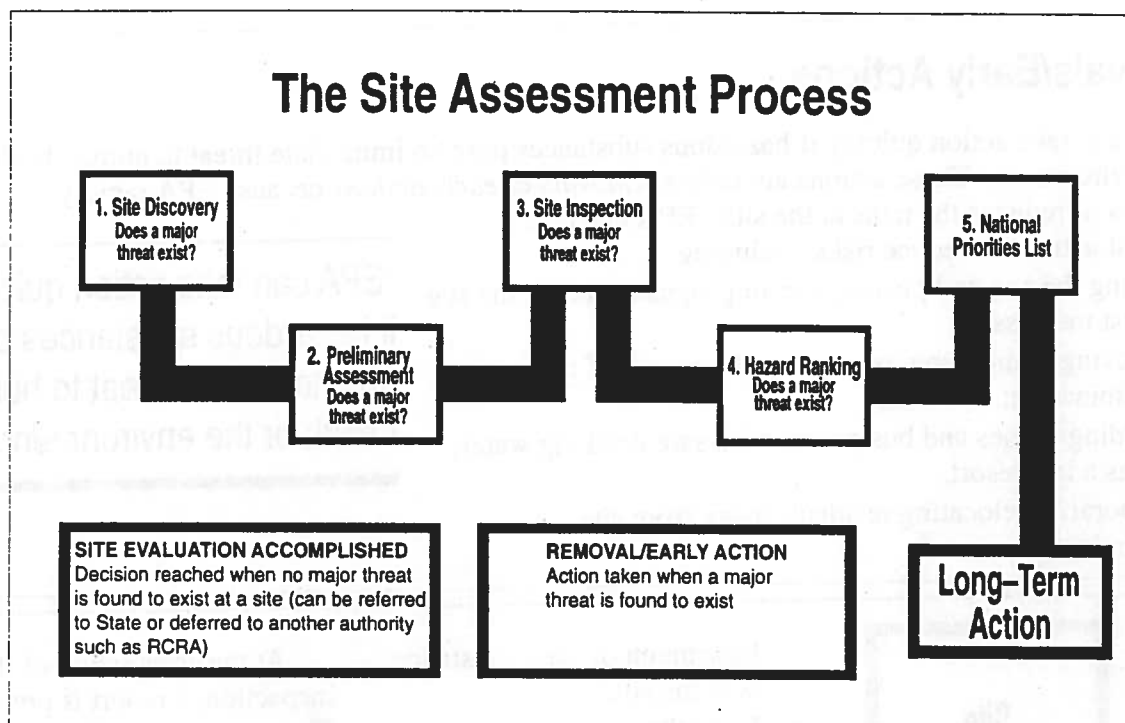 The Site Assessment Process
1. Site Discovery
Does a major
threat exist?
2. Preliminary
Assessment
Does a major
threat exist?
3. Site Inspection
Does a major
threat exist?
4. Hazard Ranking
Does a major
threat exist?
5. National
Priorities List
SITE EVALUATION ACCOMPLISHED
Decision reached when no major threat
is found to exist at a site (can be referred
to State or deferred to another authority
such as RCRA)
REMOVAL/EARLY ACTION
Action taken when a major
threat is found to exist
Long–Term
Action